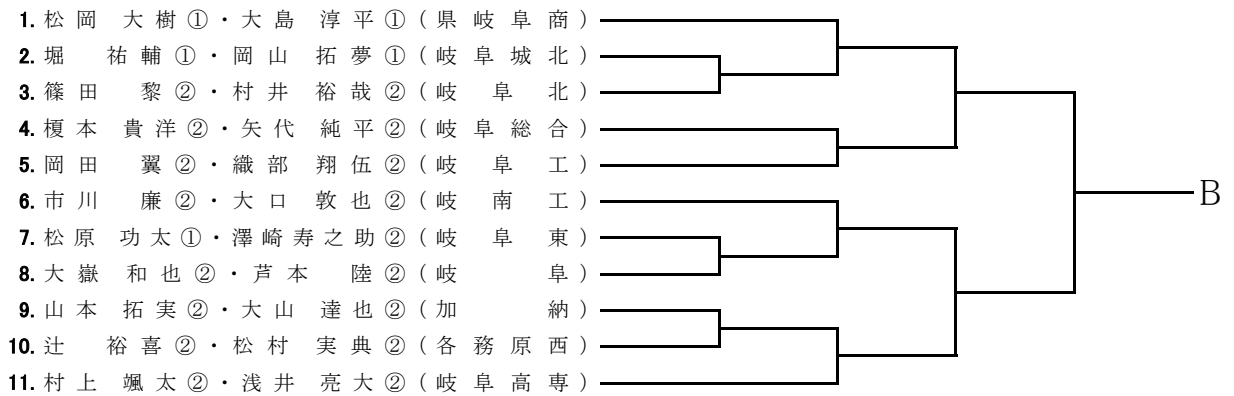 1. 松岡 大樹①・大島 淳平①(県岐阜商)
2. 堀 祐輔①・岡山 拓夢①(岐阜城北)
3. 篠田 黎②・村井 裕哉②(岐阜北)
4. 榎本 貴洋②・矢代 純平②(岐阜総合)
5. 岡田 翼②・織部 翔伍②(岐阜工)
6. 市川 廉②・大口 敦也②(岐南工)
7. 松原 功太①・澤崎寿之助②(岐阜東)
8. 大嶽 和也②・芦本 陸②(岐阜)
9. 山本 拓実②・大山 達也②(加納)
10. 辻 裕喜②・松村 実典②(各務原西)
11. 村上 颯太②・浅井 亮大②(岐阜高専)
B